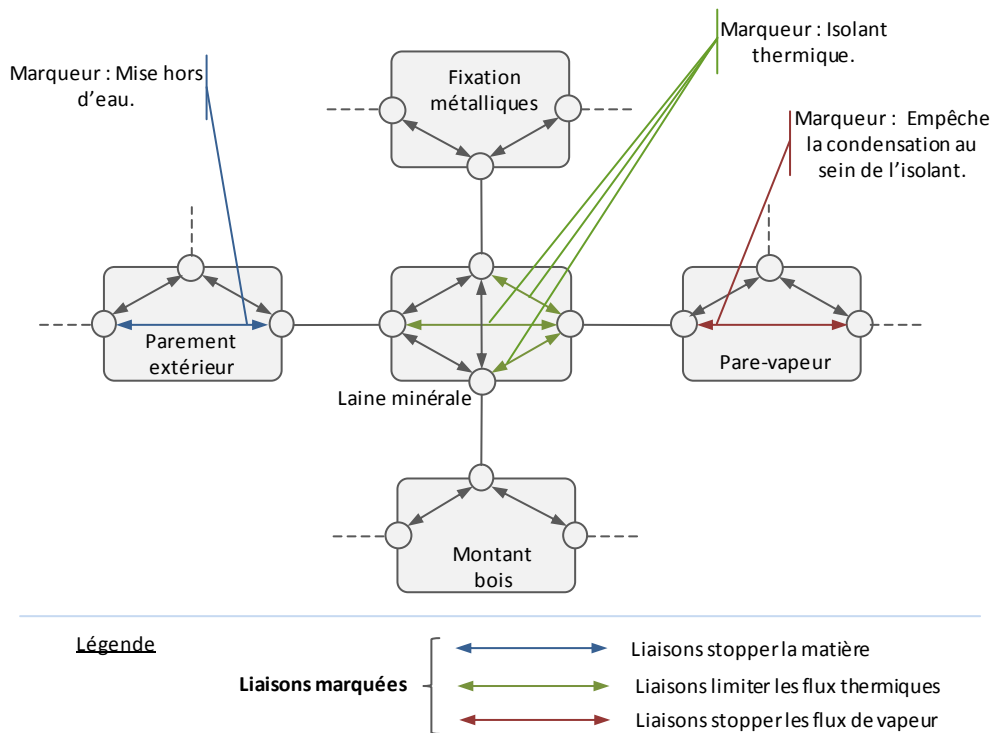 Marqueur : Mise hors
d'eau.
Fixation
métalliques
Marqueur : Isolant
thermique.
Marqueur :  Empêche
la condensation au
sein de l'isolant.
Parement
extérieur
Laine minérale
Pare-vapeur
Montant
bois
Légende
Liaisons marquées
Liaisons stopper la matière
Liaisons limiter les flux thermiques
Liaisons stopper les flux de vapeur